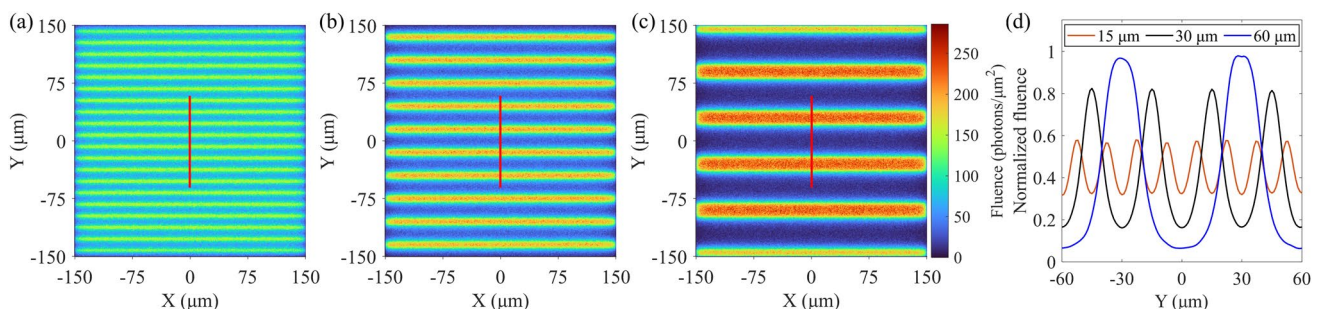 (a)
150
75
0
-75
-150
Y (μm)
-150 -75 0 75 150
X (μm)
(b)
150
75
0
-75
-150
Y (μm)
-150 -75 0 75 150
X (μm)
(c)
150
75
0
-75
-150
Y (μm)
-150 -75 0 75 150
X (μm)
250
200
150
100
50
0
Fluence (photons/μm²)
(d)
15 μm 30 μm 60 μm
1
0.8
0.6
0.4
0.2
0
Normalized fluence
-60 -30 0 30 60
Y (μm)